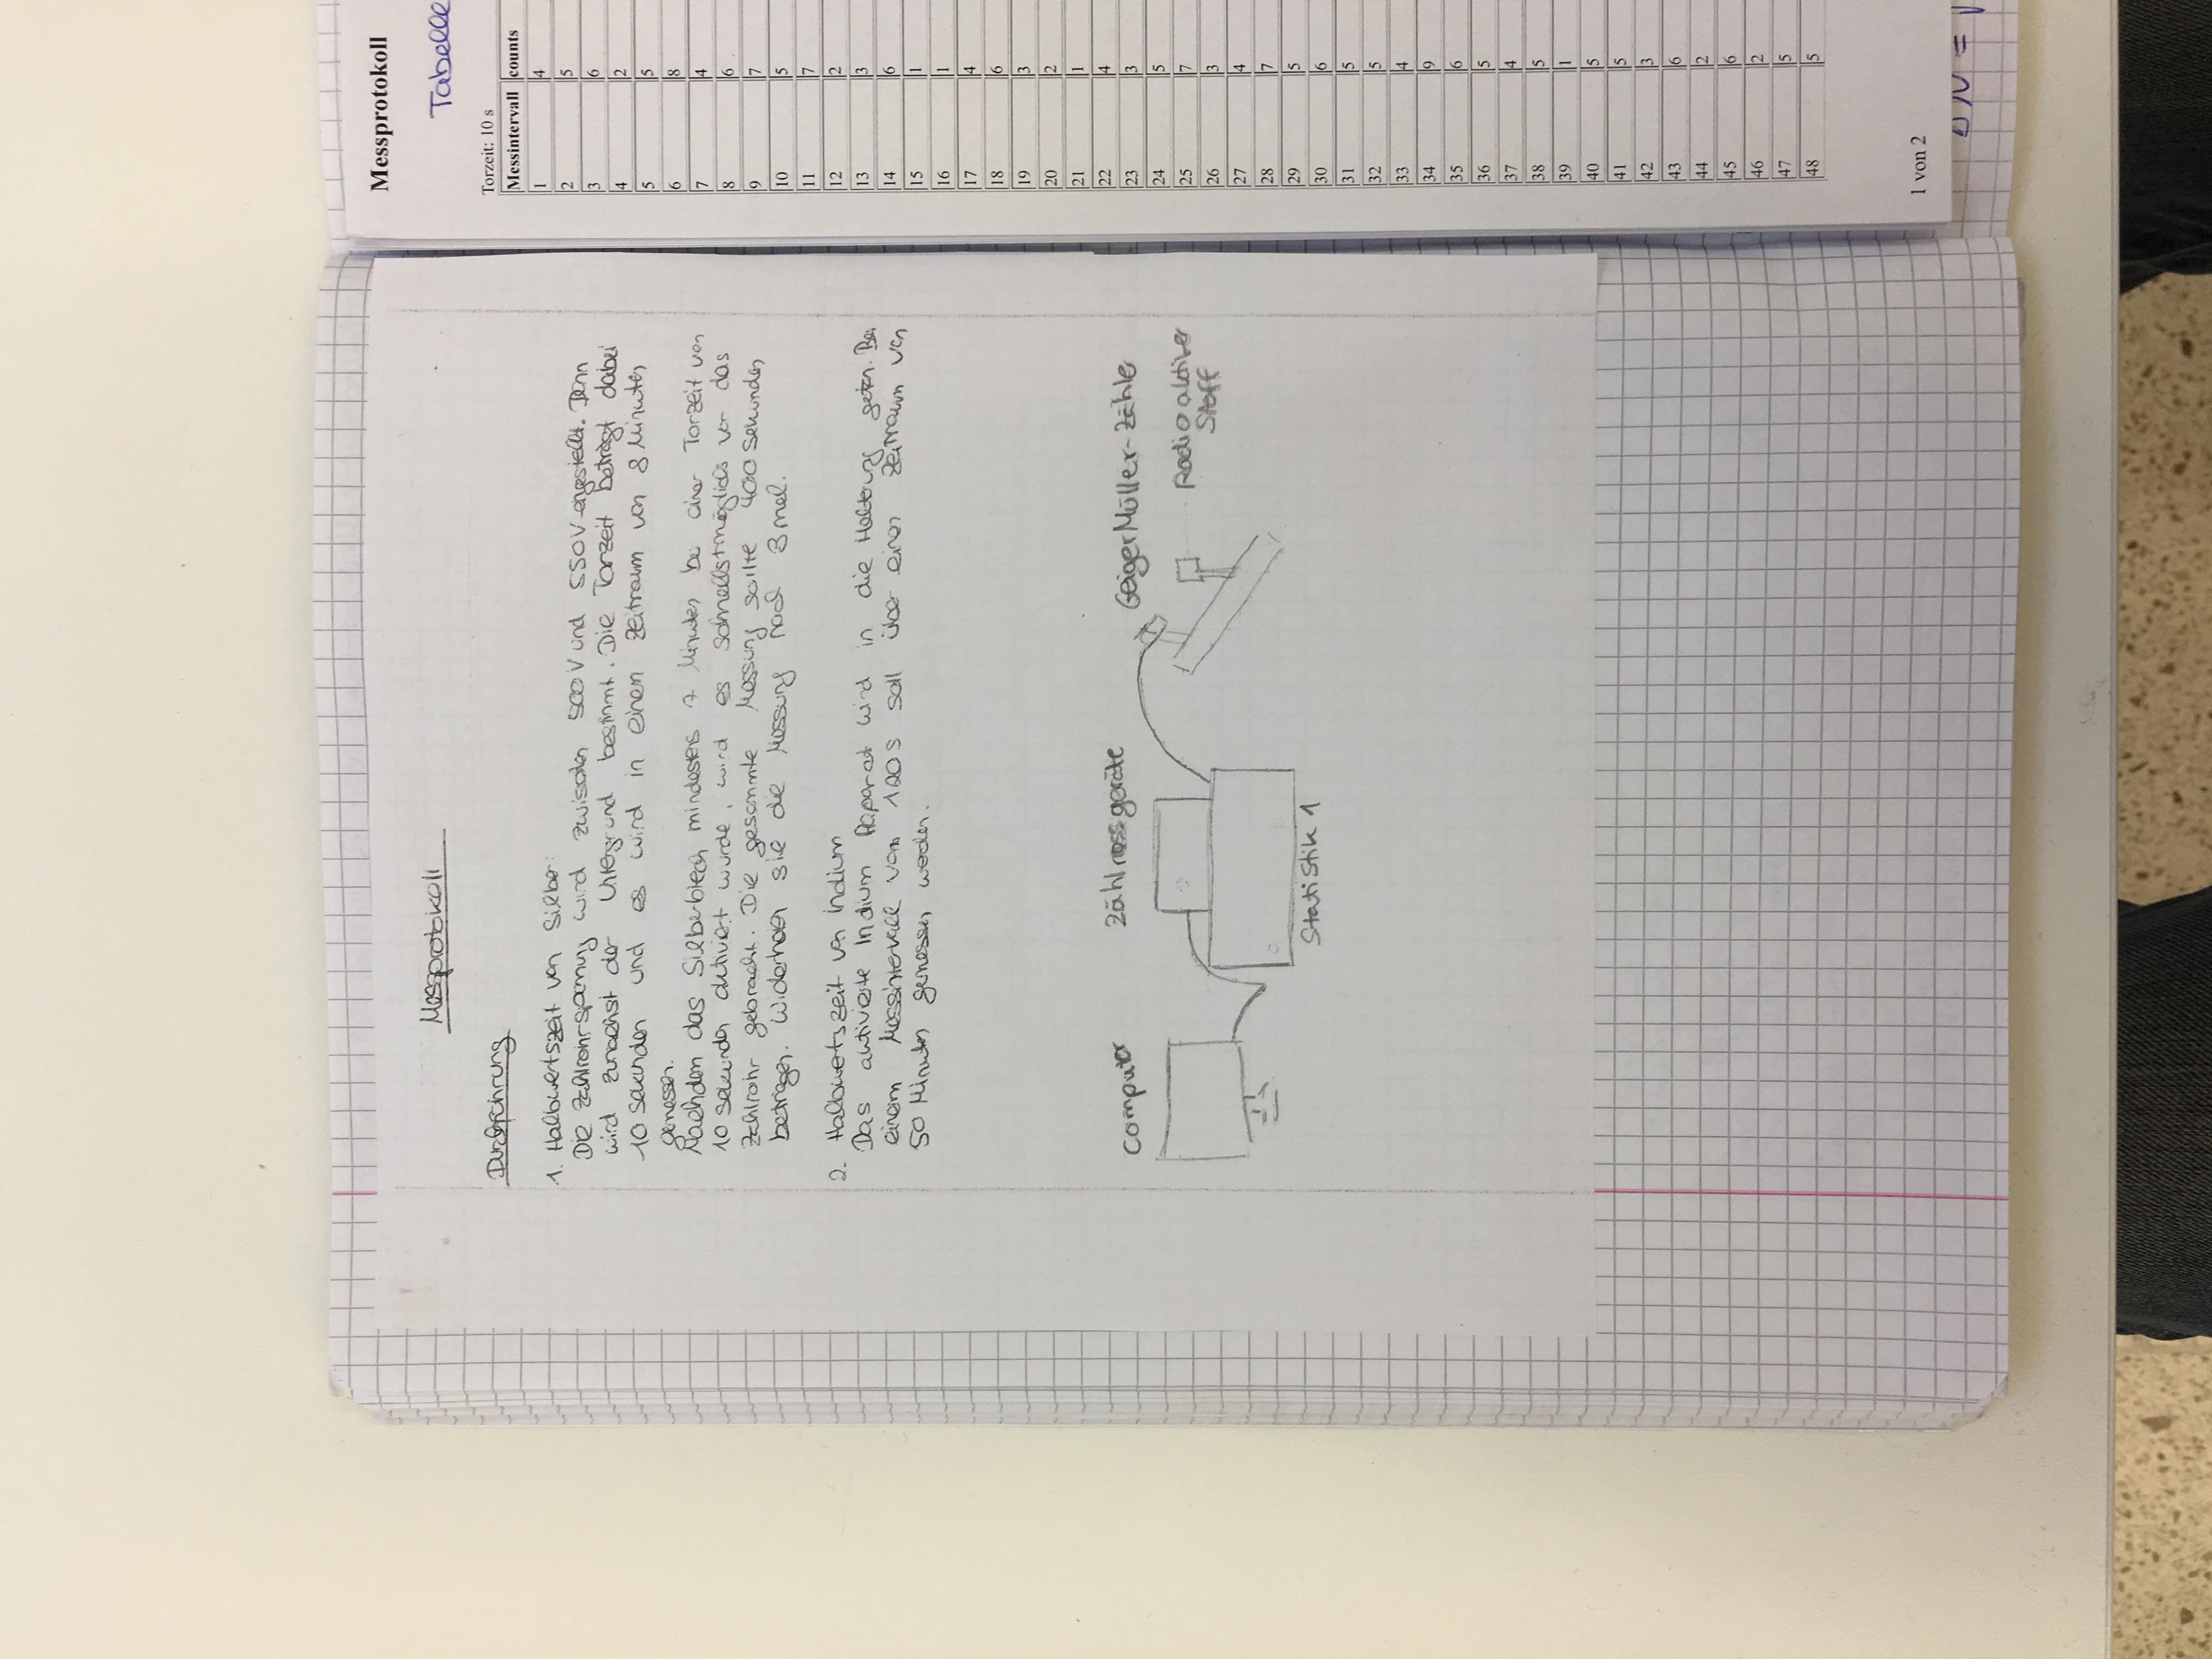 Messprotokoll
Durchführung
1. Halbwertszeit von Silber:
Die Zählrohrspannung wird zwischen 500V und 550V eingestellt. Dann
wird zunächst der Untergrund bestimmt. Die Torzeit beträgt dabei
10 Sekunden und es wird in einem Zeitraum von 8 Minuten
gemessen.
Nachdem das Silberblech mindestens 7 Minuten bei einer Torzeit von
10 Sekunden aktiviert wurde, wird es schnellstmöglich vor das
Zählrohr gebracht. Die gesammte Messung sollte 400 Sekunden
betragen. Widerholen sie die Messung noch 3 mal.
2. Halbwertszeit von Indium
Das aktivierte Indium Päparat wird in die Halterung getan. Bei
einem Messintervall vom 120s soll über einen Zeitraum von
50 Minuten gemessen werden.
Computer
Zählmessgeräte
Geiger Müller-Zähler
Radioaktiver
Stoff
Statistik 1
Messprotokoll
Tabelle
Torzeit: 10 s
Messintervall counts
1 4
2 5
3 6
4 2
5 5
6 8
7 4
8 6
9 7
10 5
11 7
12 2
13 3
14 6
15 1
16 1
17 4
18 6
19 3
20 2
21 1
22 4
23 3
24 5
25 7
26 3
27 4
28 7
29 5
30 6
31 5
32 5
33 4
34 9
35 6
36 5
37 4
38 5
39 1
40 5
41 5
42 3
43 6
44 2
45 6
46 2
47 5
48 5
1 von 2
ΔN =